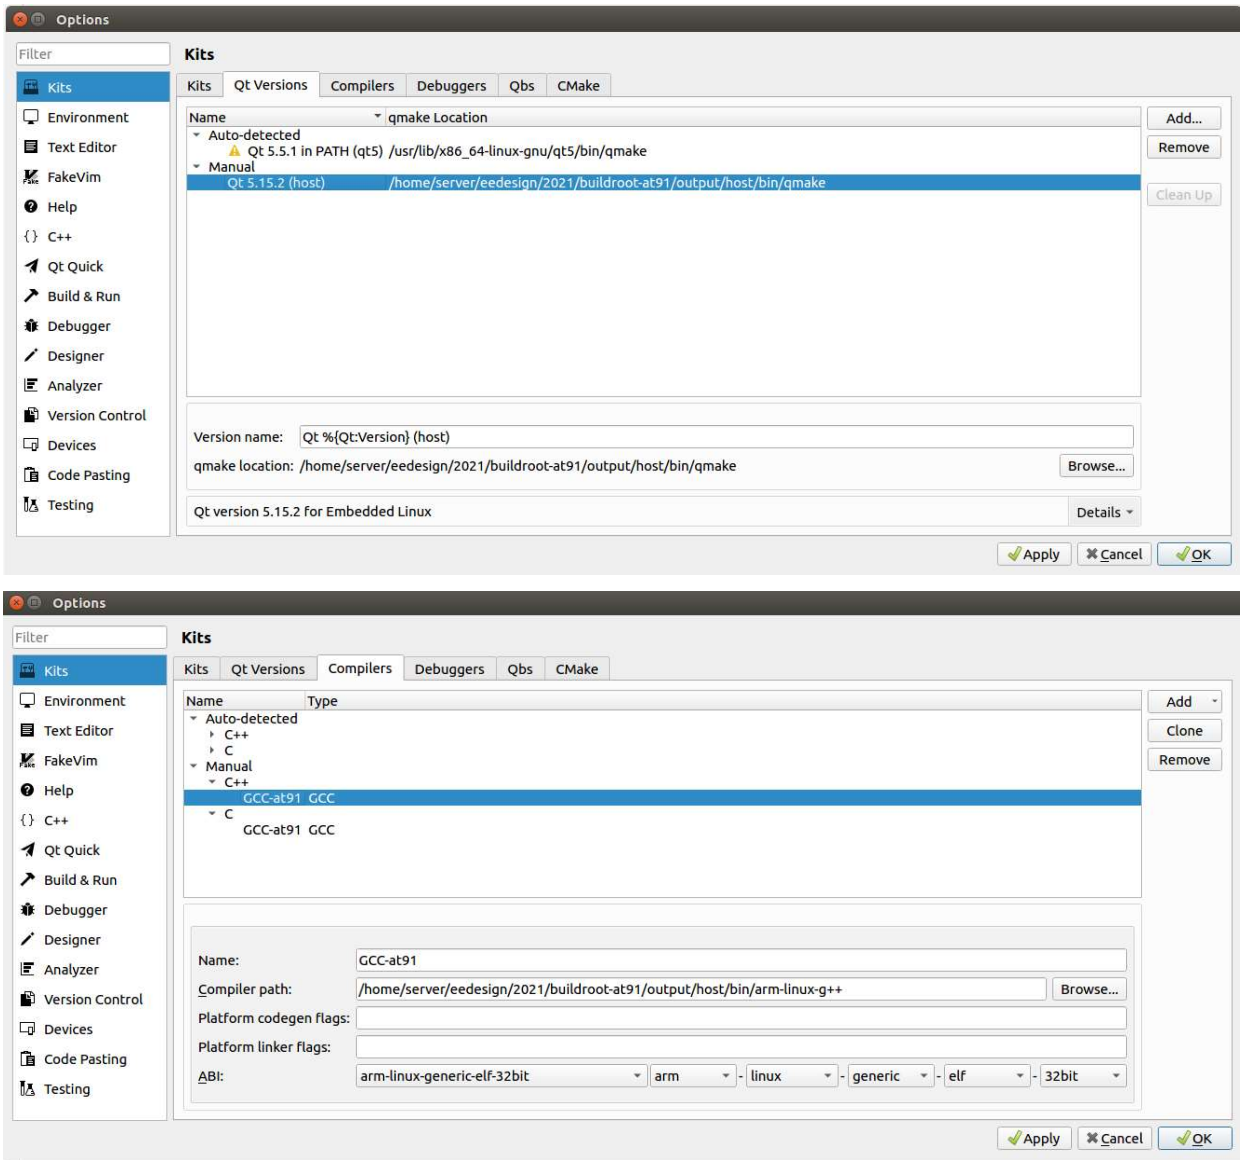 Options
Filter
Kits
Kits
Environment
Text Editor
FakeVim
Help
{} C++
Qt Quick
Build & Run
Debugger
Designer
Analyzer
Version Control
Devices
Code Pasting
Testing
Kits Qt Versions Compilers Debuggers Qbs CMake
Name qmake Location
Auto-detected
Qt 5.5.1 in PATH (qt5) /usr/lib/x86_64-linux-gnu/qt5/bin/qmake
Manual
Qt 5.15.2 (host) /home/server/eedesign/2021/buildroot-at91/output/host/bin/qmake
Add...
Remove
Clean Up
Version name: Qt %{Qt:Version} (host)
qmake location: /home/server/eedesign/2021/buildroot-at91/output/host/bin/qmake Browse...
Qt version 5.15.2 for Embedded Linux Details
Apply Cancel OK
Options
Filter
Kits
Kits
Environment
Text Editor
FakeVim
Help
{} C++
Qt Quick
Build & Run
Debugger
Designer
Analyzer
Version Control
Devices
Code Pasting
Testing
Kits Qt Versions Compilers Debuggers Qbs CMake
Name Type
Auto-detected
C++
C
Manual
C++
GCC-at91 GCC
C
GCC-at91 GCC
Add
Clone
Remove
Name: GCC-at91
Compiler path: /home/server/eedesign/2021/buildroot-at91/output/host/bin/arm-linux-g++ Browse...
Platform codegen flags:
Platform linker flags:
ABI: arm-linux-generic-elf-32bit arm - linux - generic - elf - 32bit
Apply Cancel OK